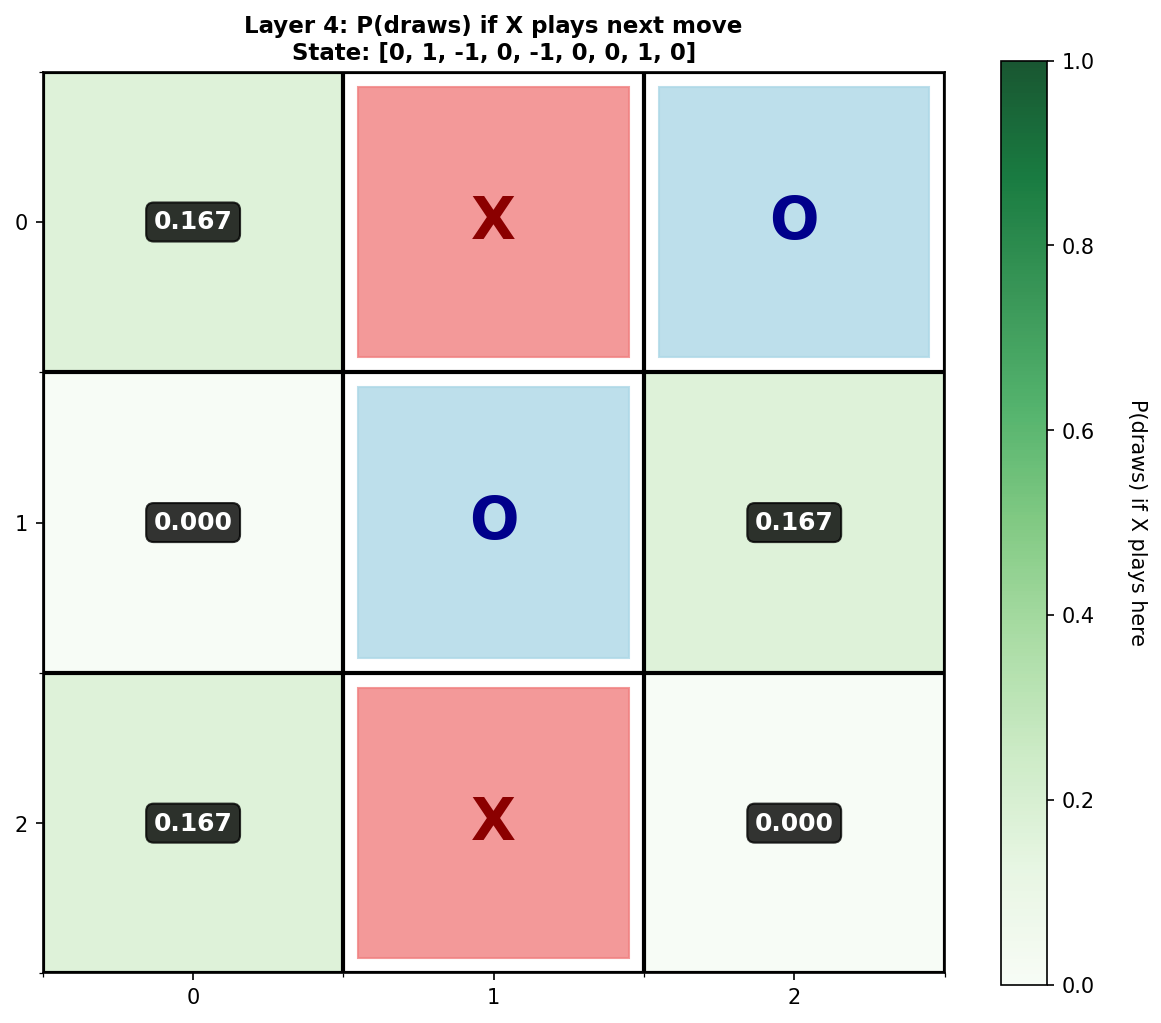 Layer 4: P(draws) if X plays next move
State: [0, 1, -1, 0, -1, 0, 0, 1, 0]
0
0.167
X
O
1
0.000
O
0.167
2
0.167
X
0.000
0
1
2
1.0
0.8
0.6
0.4
0.2
0.0
P(draws) if X plays here